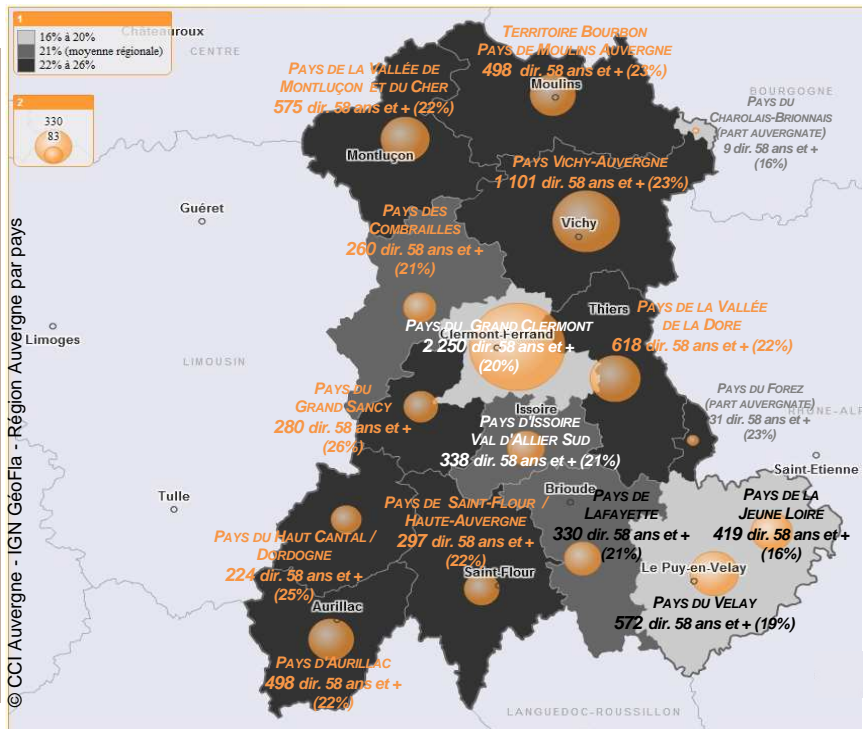 1
16% à 20%
21% (moyenne régionale)
22% à 26%
2
330
83
Châteauroux
CENTRE
TERRITOIRE BOURBON
PAYS DE MOULINS AUVERGNE
498 dir. 58 ans et + (23%)
Moulins
PAYS DE LA VALLÉE DE
MONTLUÇON ET DU CHER
575 dir. 58 ans et + (22%)
Montluçon
BOURGOGNE
PAYS DU
CHAROLAIS-BRIONNAIS
(PART AUVERGNATE)
9 dir. 58 ans et +
(16%)
PAYS VICHY-AUVERGNE
1 101 dir. 58 ans et + (23%)
Vichy
Guéret
PAYS DES
COMBRAILLES
260 dir. 58 ans et +
(21%)
Thiers
PAYS DE LA VALLÉE
DE LA DORE
618 dir. 58 ans et + (22%)
PAYS DU GRAND CLERMONT
Clermont-Ferrand
2 250 dir. 58 ans et +
(20%)
Limoges
LIMOUSIN
PAYS DU
GRAND SANCY
280 dir. 58 ans et +
(26%)
Issoire
PAYS D'ISSOIRE
VAL D'ALLIER SUD
338 dir. 58 ans et + (21%)
PAYS DU FOREZ
(PART AUVERGNATE)
31 dir. 58 ans et +
(23%)
RHÔNE-ALP
Saint-Etienne
Tulle
Brioude
PAYS DE
LAFAYETTE
330 dir. 58 ans et +
(21%)
PAYS DE LA
JEUNE LOIRE
419 dir. 58 ans et +
(16%)
PAYS DE SAINT-FLOUR /
HAUTE-AUVERGNE
297 dir. 58 ans et +
(22%)
Saint-Flour
PAYS DU HAUT CANTAL /
DORDOGNE
224 dir. 58 ans et +
(25%)
Le Puy-en-Velay
PAYS DU VELAY
572 dir. 58 ans et + (19%)
Aurillac
PAYS D'AURILLAC
498 dir. 58 ans et +
(22%)
LANGUEDOC-ROUSSILLON
© CCI Auvergne - IGN GéoFla - Région Auvergne par pays